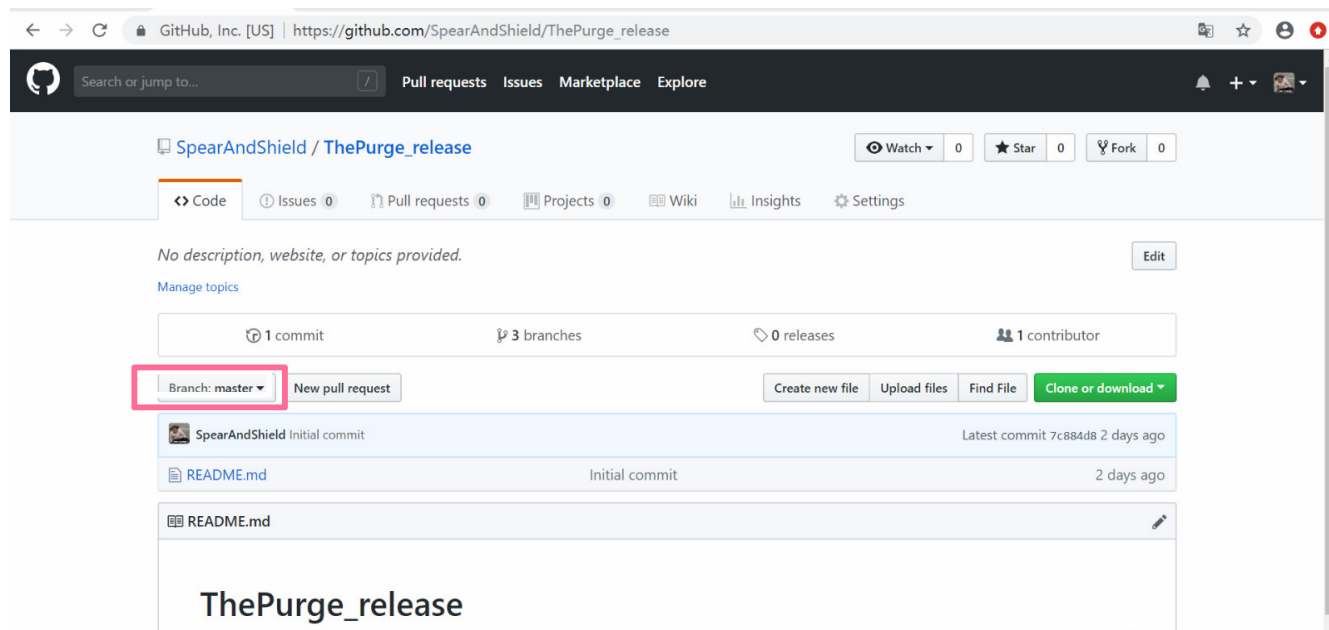 GitHub, Inc. [US] | https://github.com/SpearAndShield/ThePurge_release
Search or jump to... / Pull requests Issues Marketplace Explore
SpearAndShield / ThePurge_release Watch 0 Star 0 Fork 0
Code Issues 0 Pull requests 0 Projects 0 Wiki Insights Settings
No description, website, or topics provided. Edit
Manage topics
1 commit 3 branches 0 releases 1 contributor
Branch: master New pull request Create new file Upload files Find File Clone or download
SpearAndShield Initial commit Latest commit 7c884d8 2 days ago
README.md Initial commit 2 days ago
README.md
ThePurge_release